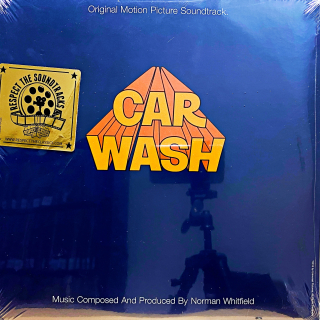 Original Motion Picture Soundtrack.
RESPECT THE SOUNDTRACKS
CAR
WASH
Music Composed And Produced By Norman Whitfield